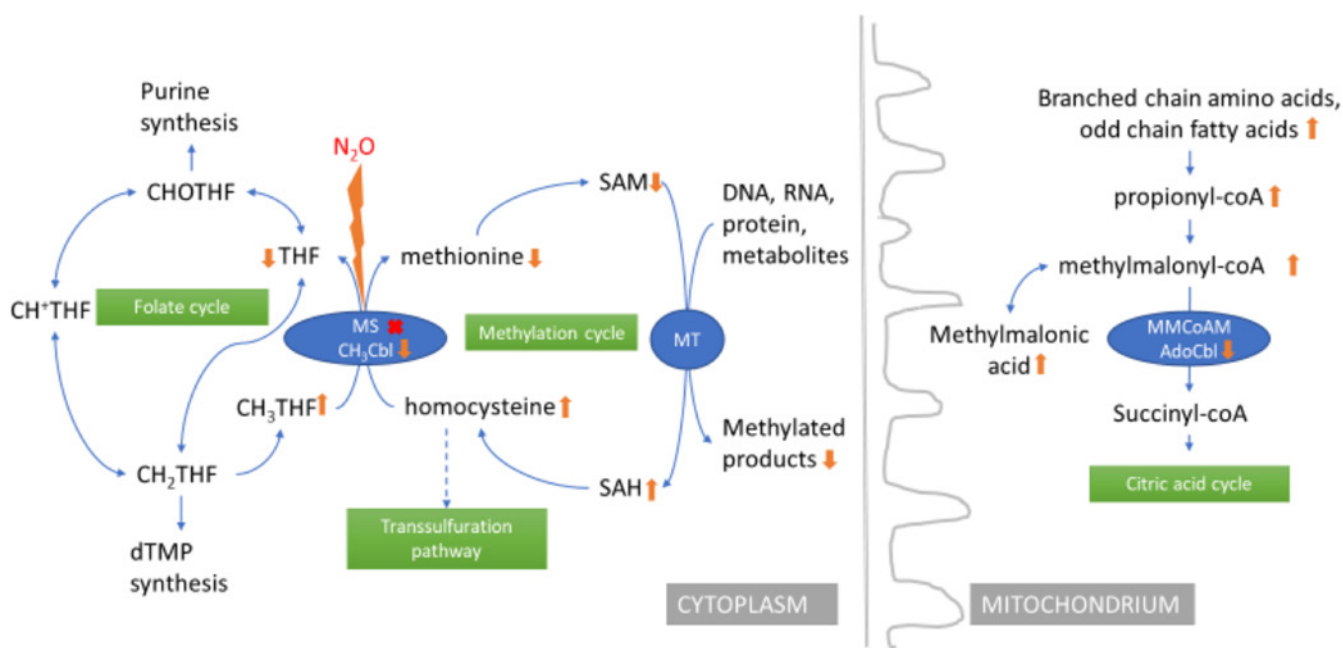 Purine
synthesis
CHOTHF
N₂O
THF
CH⁺THF
Folate cycle
CH₃THF
CH₂THF
dTMP
synthesis
MS
CH₃Cbl
methionine
SAM
Methylation cycle
homocysteine
SAH
Transsulfuration
pathway
MT
DNA, RNA,
protein,
metabolites
Methylated
products
CYTOPLASM
Branched chain amino acids,
odd chain fatty acids
propionyl-coA
methylmalonyl-coA
Methylmalonic
acid
MMCoAM
AdoCbl
Succinyl-coA
Citric acid cycle
MITOCHONDRIUM